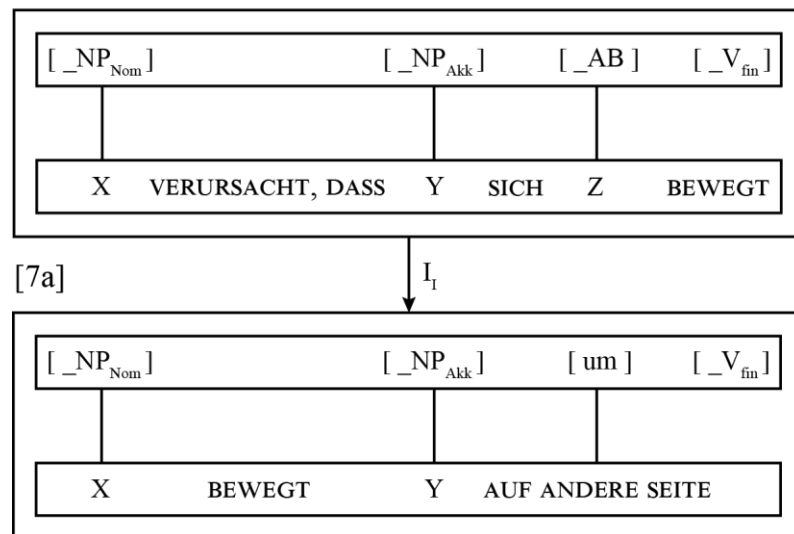 [ _NP_Nom ] [ _NP_Akk ] [ _AB ] [ _V_fin ]
X VERURSACHT, DASS Y SICH Z BEWEGT
[7a] I_I
[ _NP_Nom ] [ _NP_Akk ] [ um ] [ _V_fin ]
X BEWEGT Y AUF ANDERE SEITE